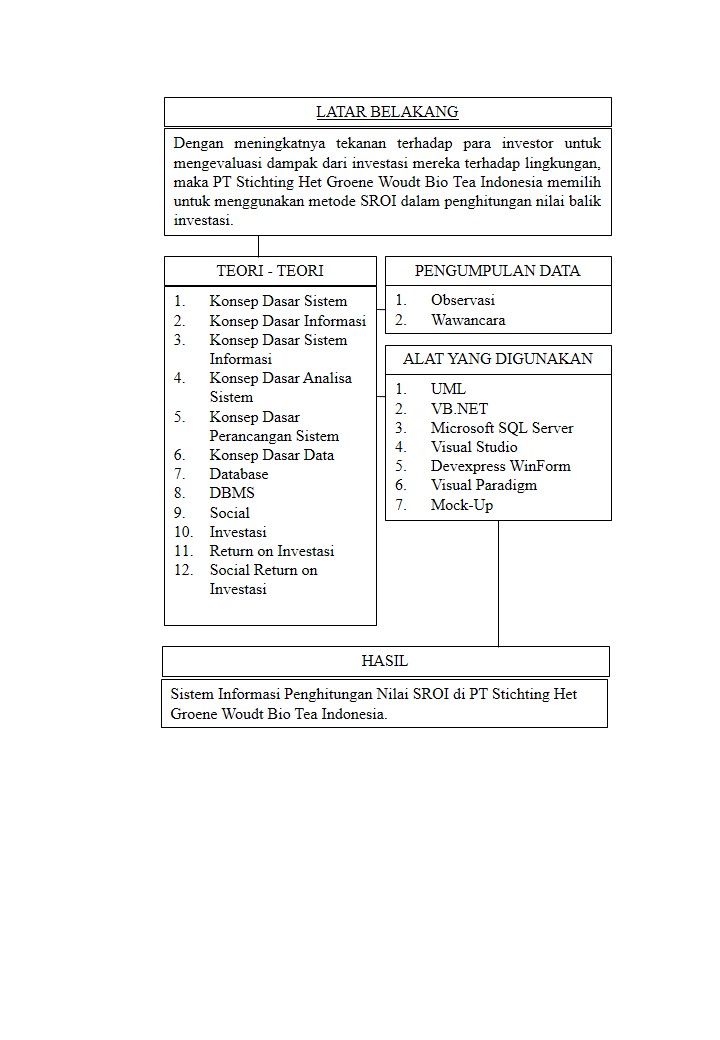 LATAR BELAKANG
Dengan meningkatnya tekanan terhadap para investor untuk
mengevaluasi dampak dari investasi mereka terhadap lingkungan,
maka PT Stichting Het Groene Woudt Bio Tea Indonesia memilih
untuk menggunakan metode SROI dalam penghitungan nilai balik
investasi.
TEORI - TEORI
1. Konsep Dasar Sistem
2. Konsep Dasar Informasi
3. Konsep Dasar Sistem
Informasi
4. Konsep Dasar Analisa
Sistem
5. Konsep Dasar
Perancangan Sistem
6. Konsep Dasar Data
7. Database
8. DBMS
9. Social
10. Investasi
11. Return on Investasi
12. Social Return on
Investasi
PENGUMPULAN DATA
1. Observasi
2. Wawancara
ALAT YANG DIGUNAKAN
1. UML
2. VB.NET
3. Microsoft SQL Server
4. Visual Studio
5. Devexpress WinForm
6. Visual Paradigm
7. Mock-Up
HASIL
Sistem Informasi Penghitungan Nilai SROI di PT Stichting Het
Groene Woudt Bio Tea Indonesia.